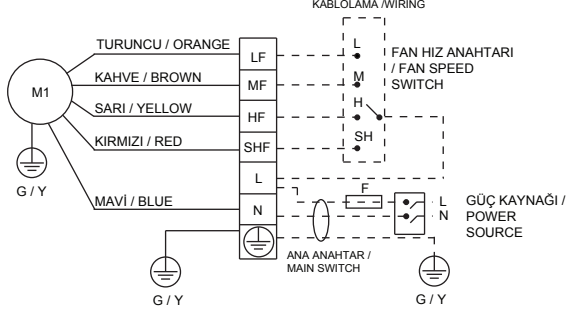 KABLOLAMA /WIRING
TURUNCU / ORANGE
LF
L
FAN HIZ ANAHTARI
/ FAN SPEED
SWITCH
KAHVE / BROWN
MF
M
M1
SARI / YELLOW
HF
H
KIRMIZI / RED
SHF
SH
G / Y
L
F
MAVİ / BLUE
N
L
N
GÜÇ KAYNAĞI /
POWER
SOURCE
ANA ANAHTAR /
MAIN SWITCH
G / Y
G / Y